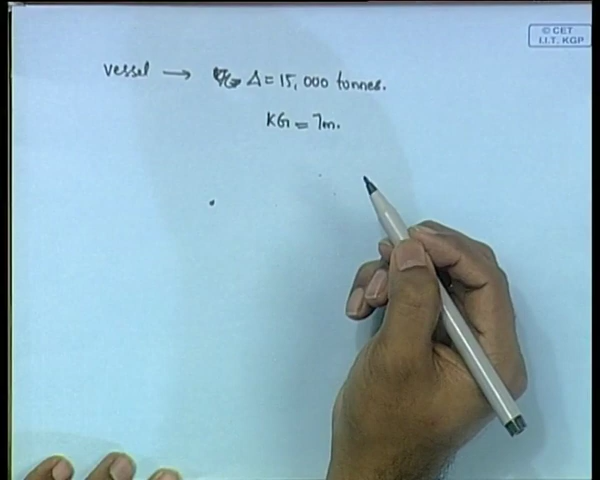 © CET
I.I.T. KGP
vessel → Δ = 15,000 tonnes.
KG = 7m.